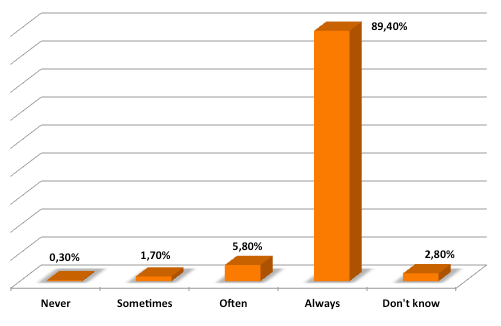 89,40%
0,30%
1,70%
5,80%
2,80%
Never
Sometimes
Often
Always
Don't know